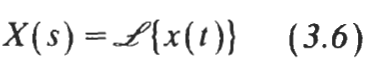 X(s) = ℒ{x(t)} (3.6)